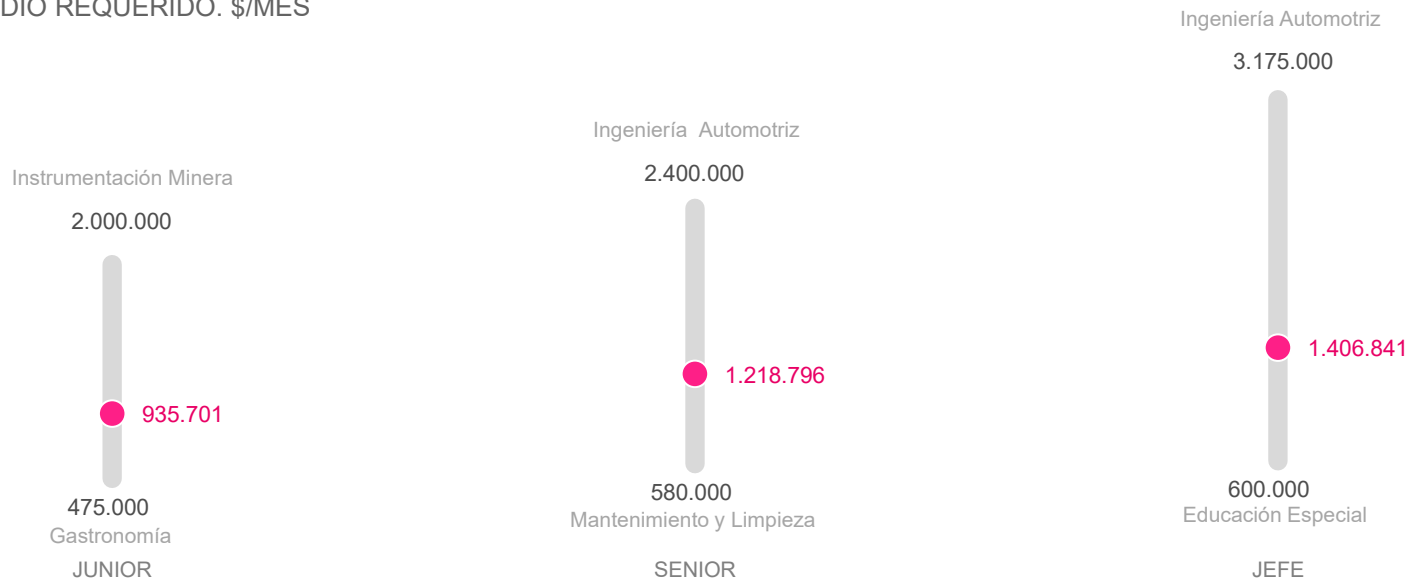 REQUERIDO. $/MES
Instrumentación Minera
2.000.000
935.701
475.000
Gastronomía
JUNIOR
Ingeniería Automotriz
2.400.000
1.218.796
580.000
Mantenimiento y Limpieza
SENIOR
Ingeniería Automotriz
3.175.000
1.406.841
600.000
Educación Especial
JEFE